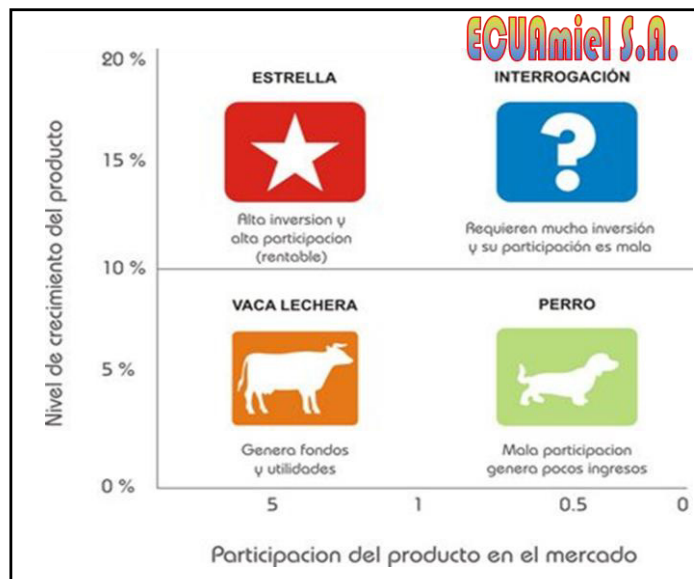 ECUAmiel S.A.
20 %
ESTRELLA
INTERROGACIÓN
15 %
Alta inversion y
alta participacion
(rentable)
Requieren mucha inversión
y su participación es mala
10 %
VACA LECHERA
PERRO
5 %
Genera fondos
y utilidades
Mala participacion
genera pocos ingresos
0 %
5 1 0.5 0
Nivel de crecimiento del producto
Participacion del producto en el mercado